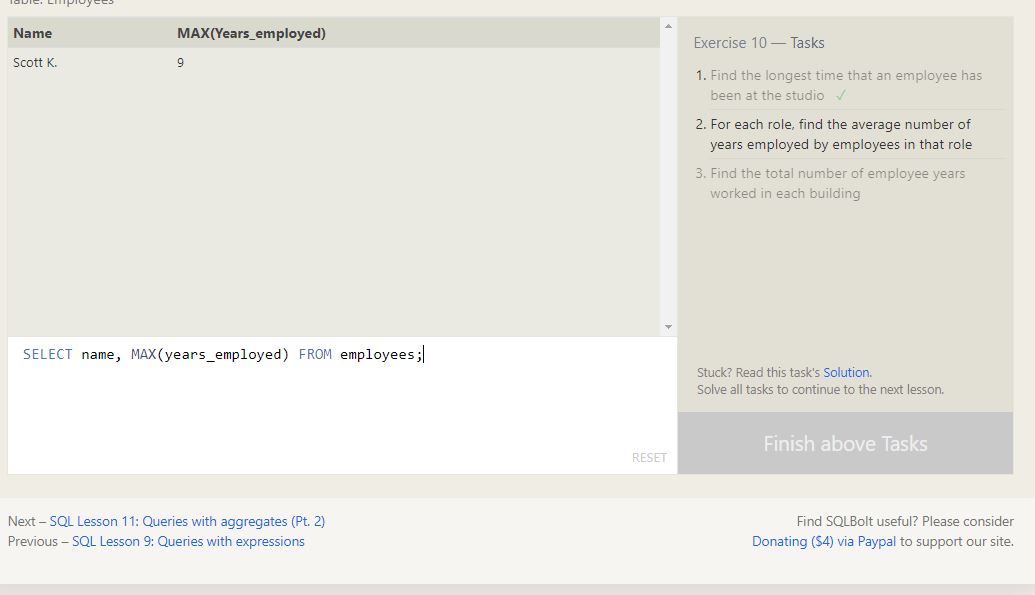 Table: Employees
Name MAX(Years_employed)
Scott K. 9
SELECT name, MAX(years_employed) FROM employees;
RESET
Exercise 10 — Tasks
1. Find the longest time that an employee has
been at the studio ✓
2. For each role, find the average number of
years employed by employees in that role
3. Find the total number of employee years
worked in each building
Stuck? Read this task's Solution.
Solve all tasks to continue to the next lesson.
Finish above Tasks
Next – SQL Lesson 11: Queries with aggregates (Pt. 2)
Previous – SQL Lesson 9: Queries with expressions
Find SQLBolt useful? Please consider
Donating ($4) via Paypal to support our site.